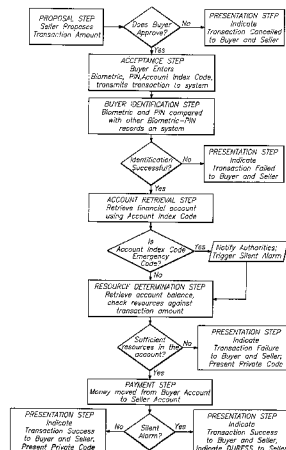 PROPOSAL STEP
Seller Proposes
Transaction Amount
Does Buyer
Approve?
No
PRESENTATION STEP
Indicate
Transaction Cancelled
to Buyer and Seller
Yes
ACCEPTANCE STEP
Buyer Enters
Biometric, PIN,Account Index Code,
transmits transaction to system
BUYER IDENTIFICATION STEP
Biometric and PIN compared
with other Biometric-PIN
records on system
Identification
Successful?
No
PRESENTATION STEP
Indicate
Transaction Failed
to Buyer and Seller
Yes
ACCOUNT RETRIEVAL STEP
Retrieve financial account
using Account Index Code
Is
Account Index Code
Emergency
Code?
Yes
Notify Authorities;
Trigger Silent Alarm
No
RESOURCE DETERMINATION STEP
Retrieve account balance,
check resources against
transaction amount
Sufficient
resources in the
account?
No
PRESENTATION STEP
Indicate
Transaction Failure
to Buyer and Seller;
Present Private Code
Yes
PAYMENT STEP
Money moved from Buyer Account
to Seller Account
PRESENTATION STEP
Indicate
Transaction Success
to Buyer and Seller,
Present Private Code
No
Silent
Alarm?
Yes
PRESENTATION STEP
Indicate
Transaction Success
to Buyer and Seller,
Indicate DURESS to Seller